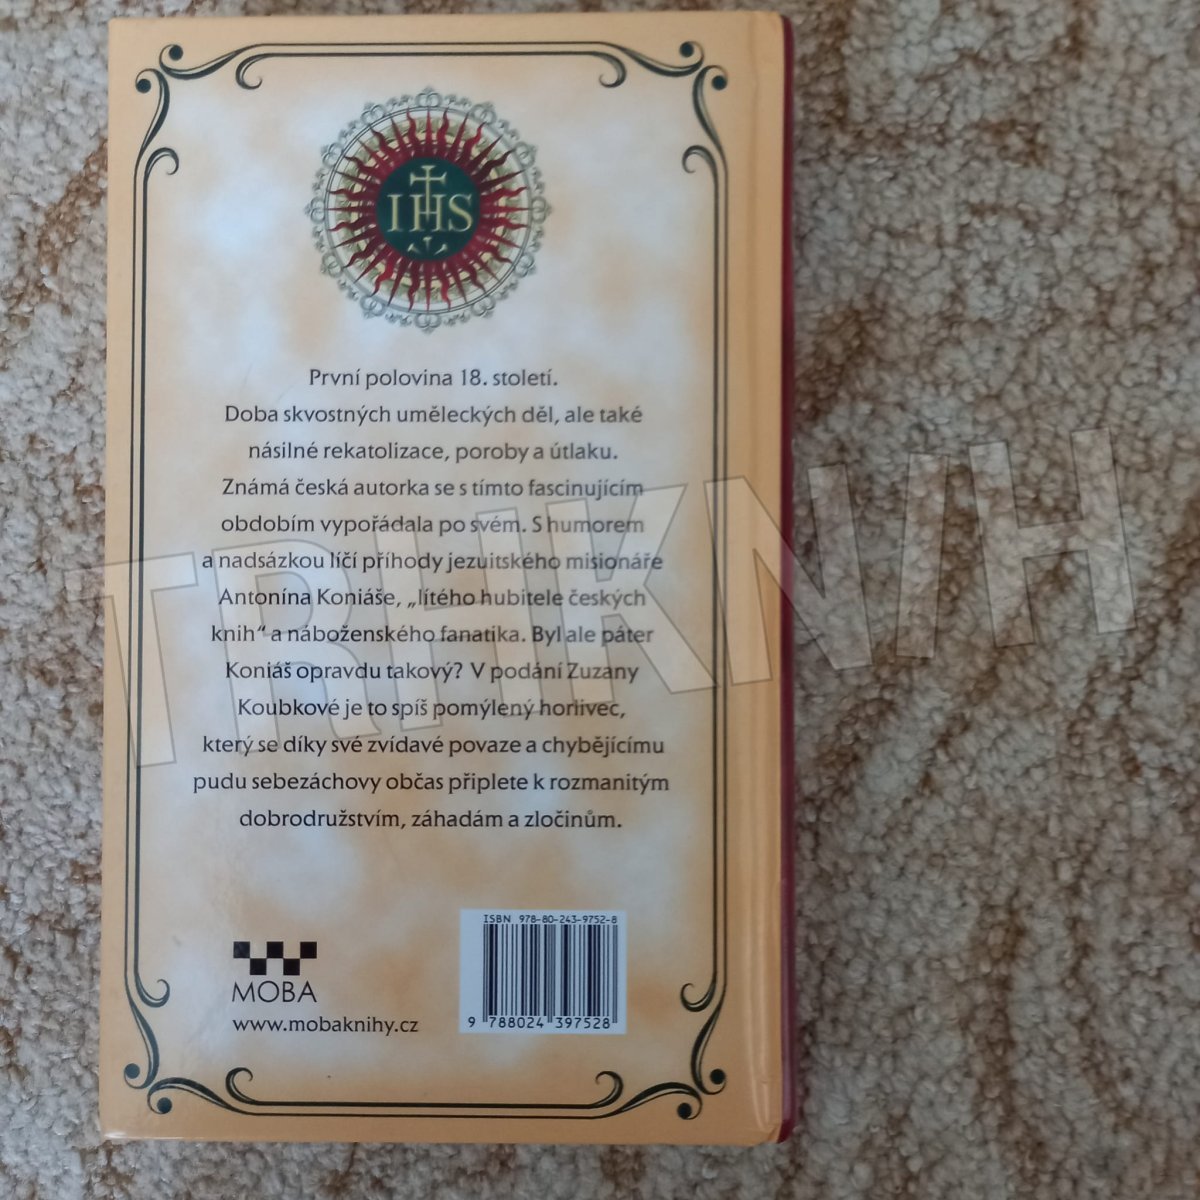 IHS
První polovina 18. století.
Doba skvostných uměleckých děl, ale také
násilné rekatolizace, poroby a útlaku.
Známá česká autorka se s tímto fascinujícím
obdobím vypořádala po svém. S humorem
a nadsázkou líčí příhody jezuitského misionáře
Antonína Koniáše, „lítého hubitele českých
knih“ a náboženského fanatika. Byl ale páter
Koniáš opravdu takový? V podání Zuzany
Koubkové je to spíš pomýlený horlivec,
který se díky své zvídavé povaze a chybějícímu
pudu sebezáchovy občas připlete k rozmanitým
dobrodružstvím, záhadám a zločinům.
TRHKNIH
ISBN 978-80-243-9752-8
9 788024 397528
MOBA
www.mobaknihy.cz